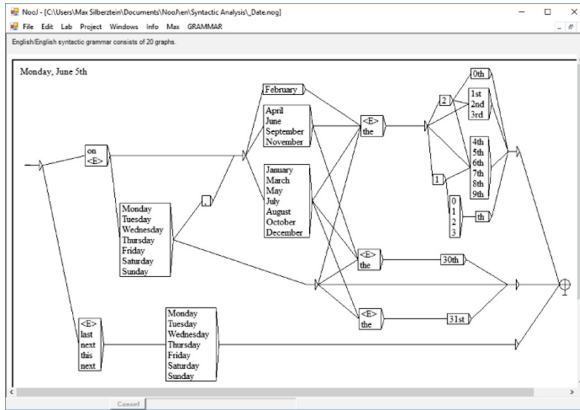 NooJ - [C:\Users\Max Silberztein\Documents\NooJ\en\Syntactic Analysis\_Date.nog]
File Edit Lab Project Windows Info Max GRAMMAR
English/English syntactic grammar consists of 20 graphs.
Monday, June 5th
on
<E>
Monday
Tuesday
Wednesday
Thursday
Friday
Saturday
Sunday
,
February
April
June
September
November
January
March
May
July
August
October
December
<E>
the
2
0th
1st
2nd
3rd
4th
5th
6th
7th
8th
9th
1
0
1
2
3
th
<E>
the
30th
<E>
the
31st
<E>
last
next
this
next
Monday
Tuesday
Wednesday
Thursday
Friday
Saturday
Sunday
Cancel